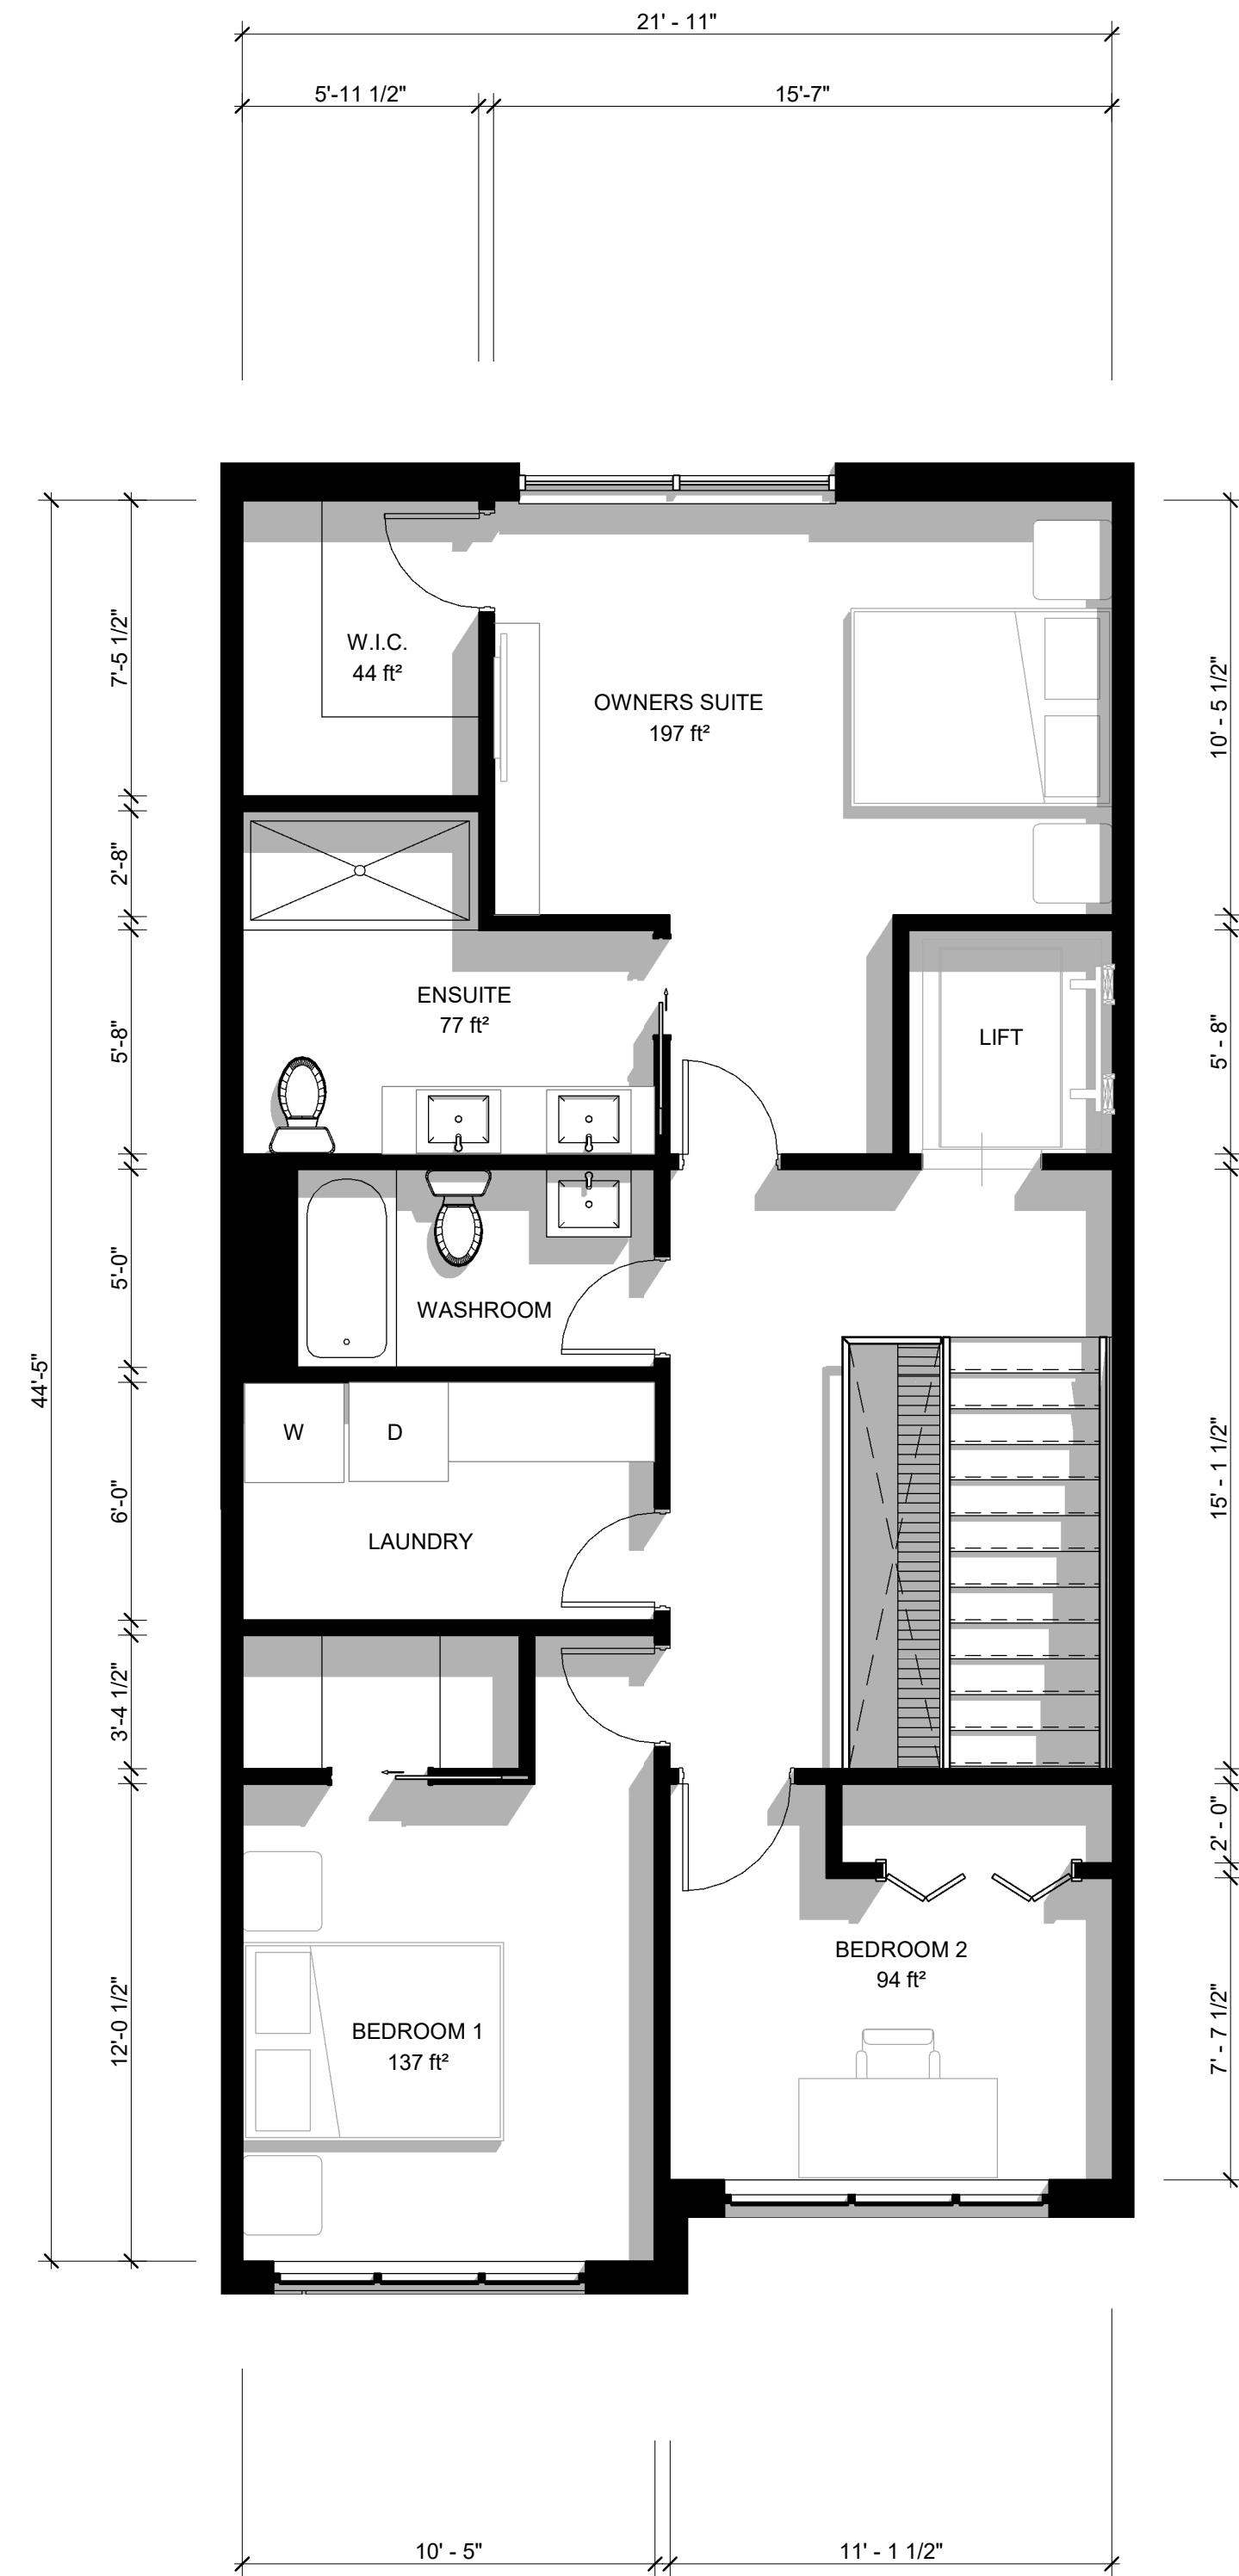 21' - 11"
5'-11 1/2"
15'-7"
7'-5 1/2"
W.I.C.
44 ft²
OWNERS SUITE
197 ft²
10' - 5 1/2"
2'-8"
ENSUITE
77 ft²
LIFT
5'-8"
5' - 8"
5'-0"
WASHROOM
44'-5"
W
D
6'-0"
LAUNDRY
15' - 1 1/2"
3'-4 1/2"
2' - 0"
BEDROOM 2
94 ft²
12'-0 1/2"
BEDROOM 1
137 ft²
7' - 7 1/2"
10' - 5"
11' - 1 1/2"